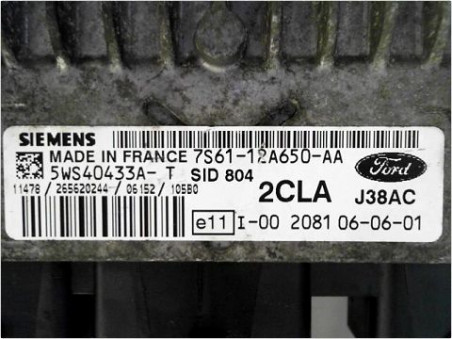 SIEMENS
MADE IN FRANCE 7S61-12A650-AA
5WS40433A- T SID 804
Ford
11478 / 265620244 / 06152 / 105B0
2CLA J38AC
e11 I-00 2081 06-06-01